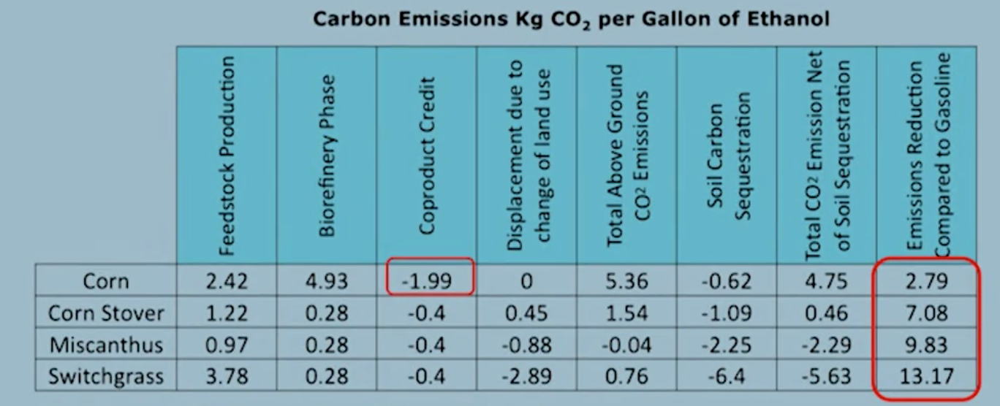 Carbon Emissions Kg CO₂ per Gallon of Ethanol
Feedstock Production
Biorefinery Phase
Coproduct Credit
Displacement due to
change of land use
Total Above Ground
CO² Emissions
Soil Carbon
Sequestration
Total CO² Emission Net
of Soil Sequestration
Emissions Reduction
Compared to Gasoline
Corn 2.42 4.93 -1.99 0 5.36 -0.62 4.75 2.79
Corn Stover 1.22 0.28 -0.4 0.45 1.54 -1.09 0.46 7.08
Miscanthus 0.97 0.28 -0.4 -0.88 -0.04 -2.25 -2.29 9.83
Switchgrass 3.78 0.28 -0.4 -2.89 0.76 -6.4 -5.63 13.17